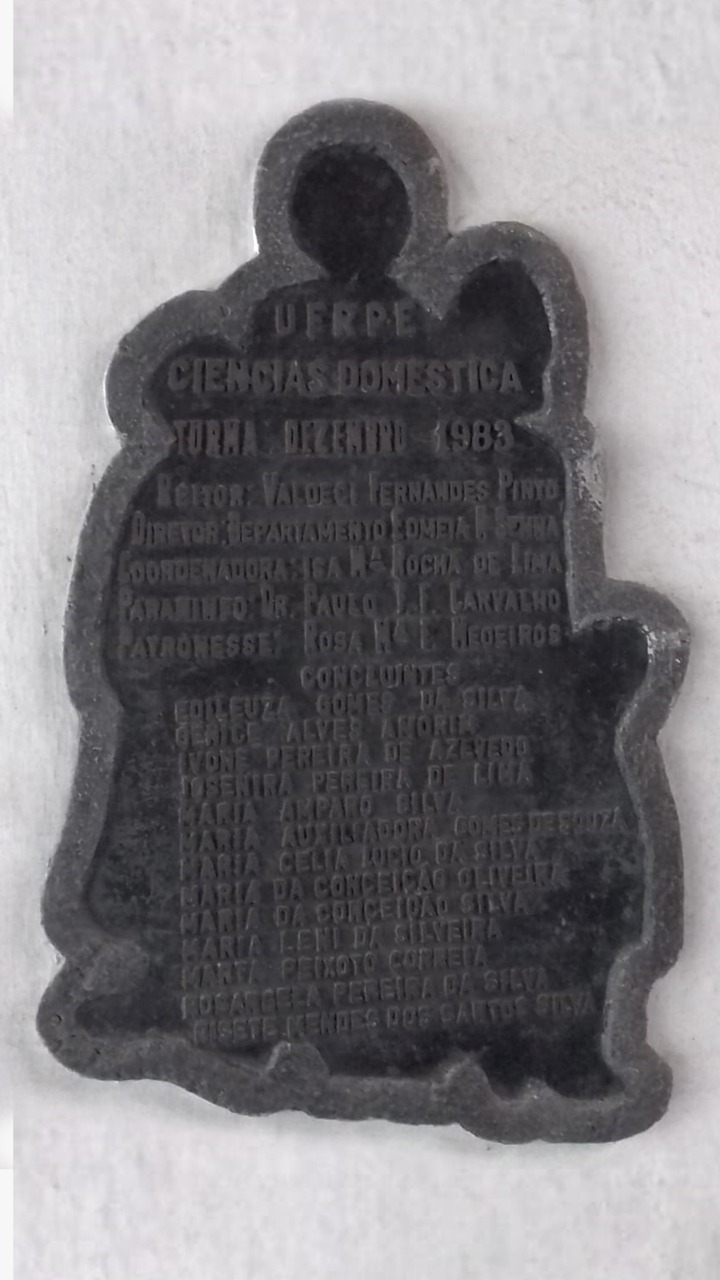 UFRPE
CIENCIAS DOMESTICA
TURMA DEZEMBRO 1983
REITOR: VALDECI FERNANDES PINTO
DIRETOR DEPARTAMENTO SENNA
COORDENADORA: ISA Mª ROCHA DE LIMA
PARANINFO: DR. PAULO CARVALHO
PATRONESSE: ROSA Mª F. MEDEIROS
CONCLUINTES
EDILEUZA GOMES DA SILVA
GENICE ALVES AMORIM
IVONE PEREIRA DE AZEVEDO
JOSENIRA PEREIRA DE LIMA
MARIA AMPARO SILVA
MARIA AUXILIADORA GOMES DE SOUZA
MARIA CELIA LUCIO DA SILVA
MARIA DA CONCEIÇÃO OLIVEIRA
MARIA DA CONCEIÇÃO SILVA
MARIA LENI DA SILVEIRA
MARTA PEIXOTO CORREIA
ROSANGELA PEREIRA DA SILVA
MENDES DOS SANTOS SILVA